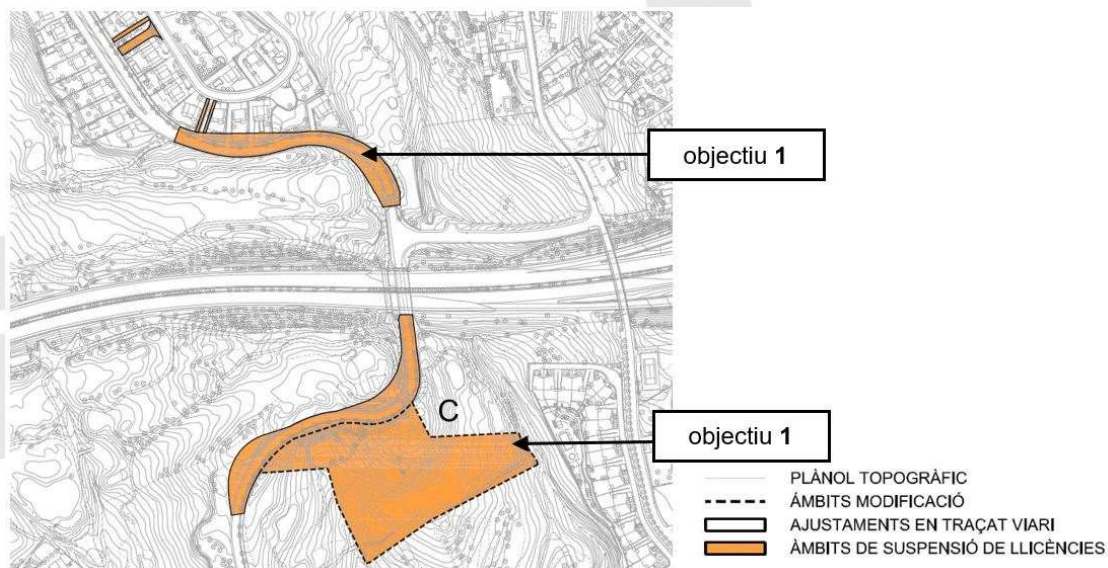 objectiu 1
C
objectiu 1
PLÀNOL TOPOGRÀFIC
ÀMBITS MODIFICACIÓ
AJUSTAMENTS EN TRAÇAT VIARI
ÀMBITS DE SUSPENSIÓ DE LLICÈNCIES